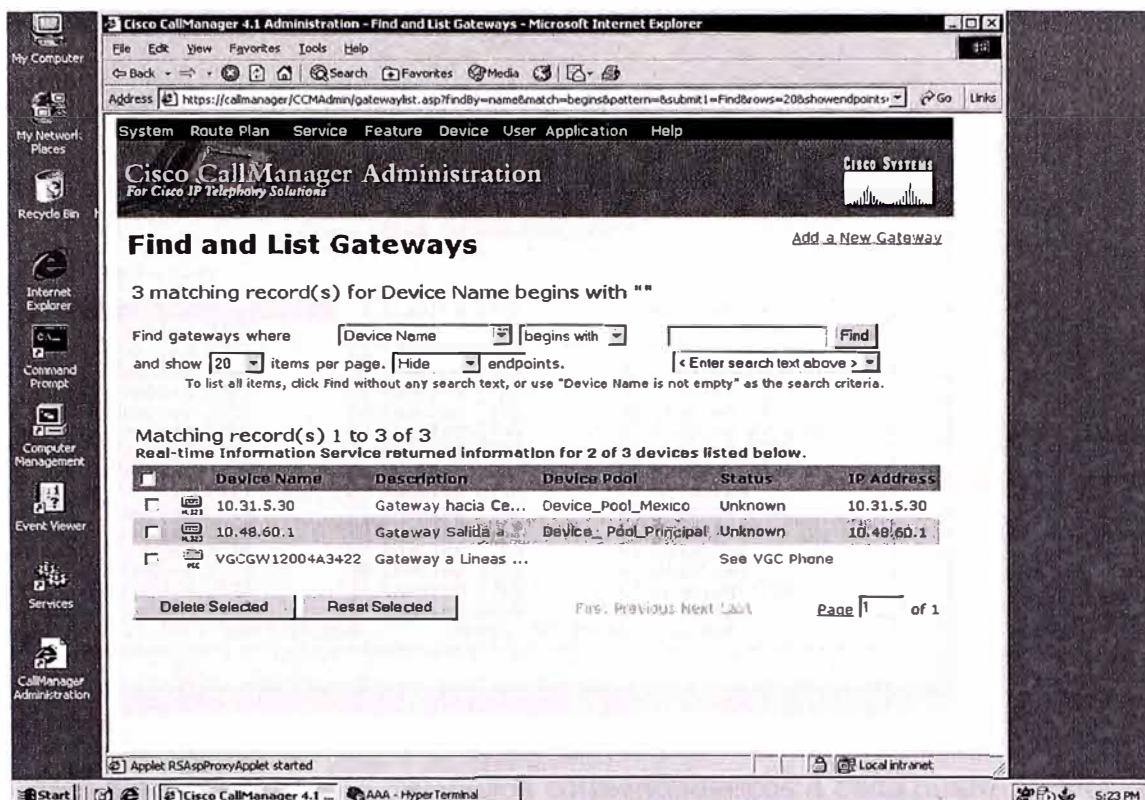 Cisco CallManager 4.1 Administration - Find and List Gateways - Microsoft Internet Explorer
File Edit View Favorites Tools Help
Back Search Favorites Media
Address https://callmanager/CCMAdmin/gatewaylist.asp?findBy=name&match=begins&pattern=&submit1=Find&rows=20&showendpoints Go Links
System Route Plan Service Feature Device User Application Help
Cisco CallManager Administration
For Cisco IP Telephony Solutions
CISCO SYSTEMS
Find and List Gateways
Add a New Gateway
3 matching record(s) for Device Name begins with ""
Find gateways where Device Name begins with Find
and show 20 items per page. Hide endpoints. < Enter search text above >
To list all items, click Find without any search text, or use "Device Name is not empty" as the search criteria.
Matching record(s) 1 to 3 of 3
Real-time Information Service returned information for 2 of 3 devices listed below.
Device Name Description Device Pool Status IP Address
H.323 10.31.5.30 Gateway hacia Ce... Device_Pool_Mexico Unknown 10.31.5.30
H.323 10.48.60.1 Gateway Salida a Device_ Pool_Principal Unknown 10.48.60.1
VGC VGCGW12004A3422 Gateway a Lineas ... See VGC Phone
Delete Selected Reset Selected First Previous Next Last Page 1 of 1
Applet RSAspProxyApplet started Local intranet
My Computer
My Network Places
Recycle Bin
Internet Explorer
Command Prompt
Computer Management
Event Viewer
Services
CallManager Administration
Start Cisco CallManager 4.1 ... AAA - HyperTerminal 5:23 PM